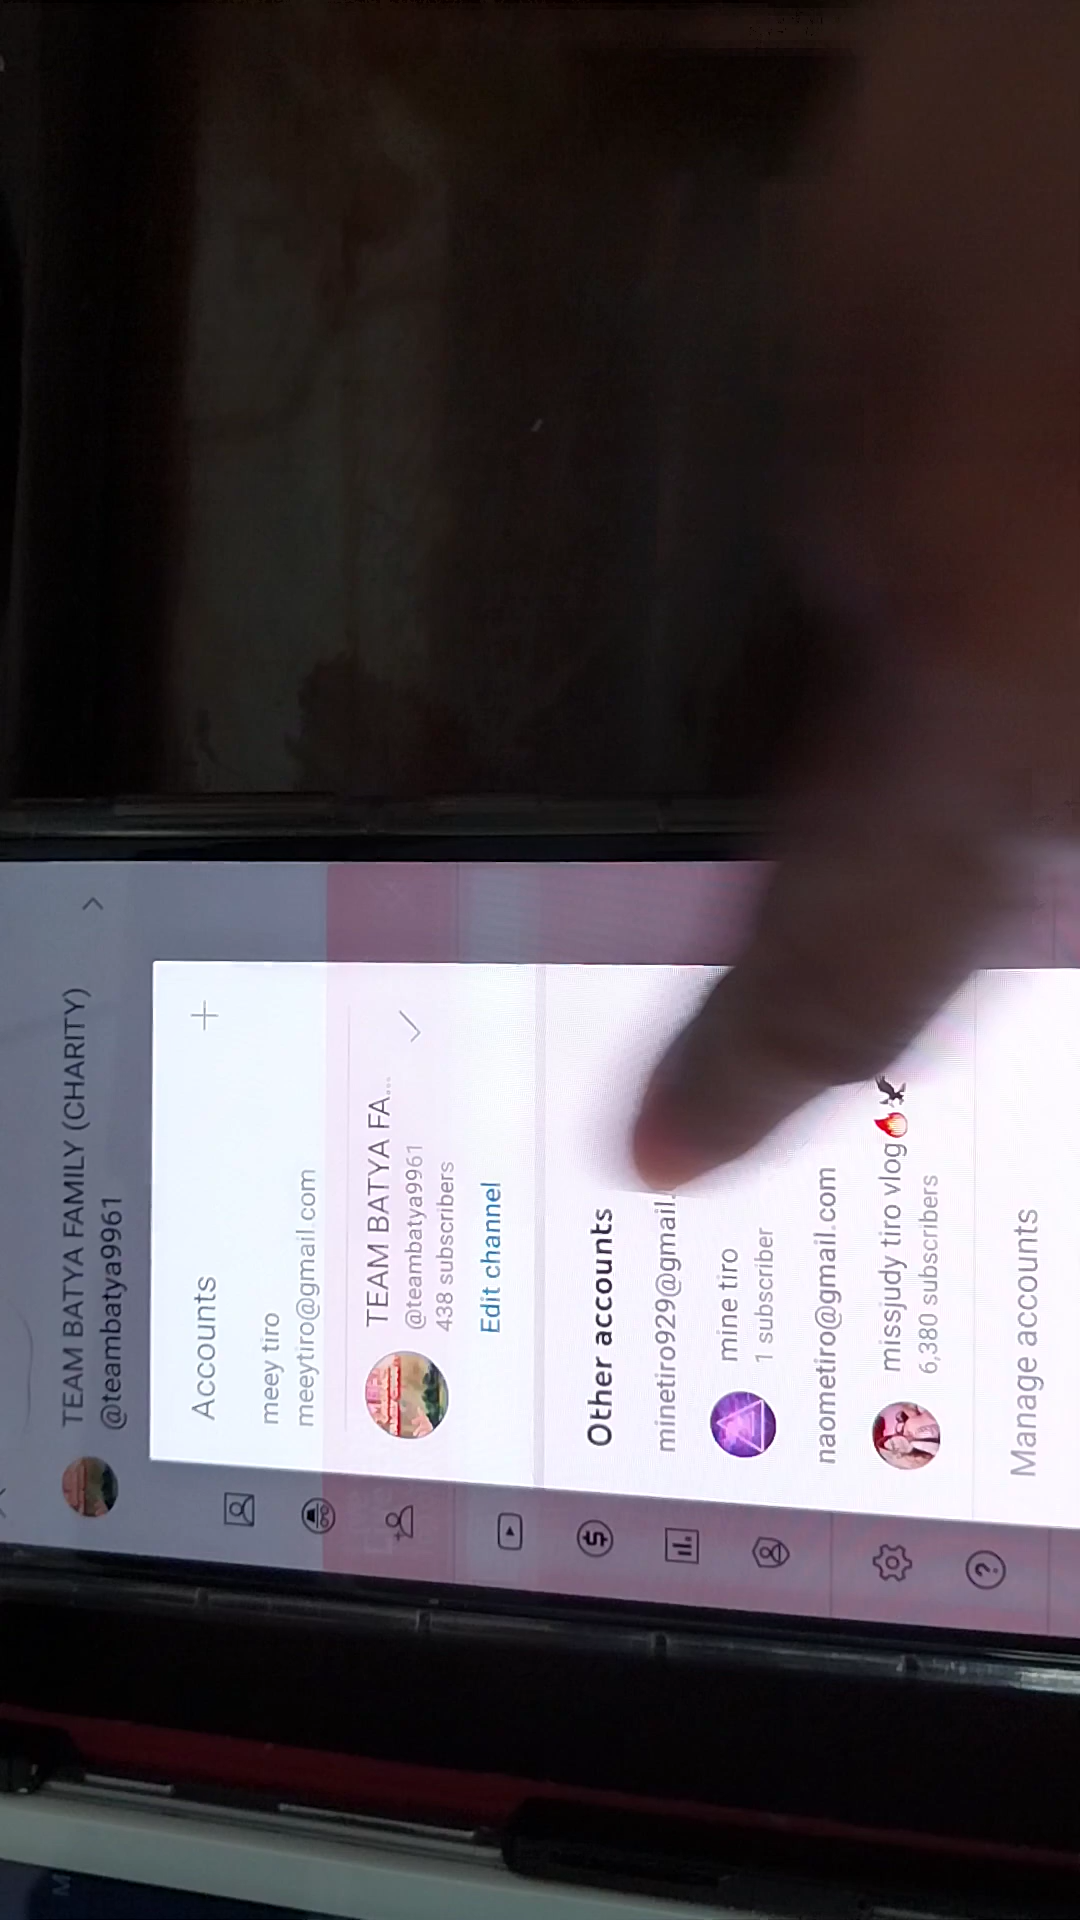 TEAM BATYA FAMILY (CHARITY)
@teambatya9961
Accounts
meey tiro
meeytiro@gmail.com
TEAM BATYA FA...
@teambatya9961
438 subscribers
Edit channel
Other accounts
minetiro929@gmail.
mine tiro
1 subscriber
naometiro@gmail.com
missjudy tiro vlog🔥
6,380 subscribers
Manage accounts
M